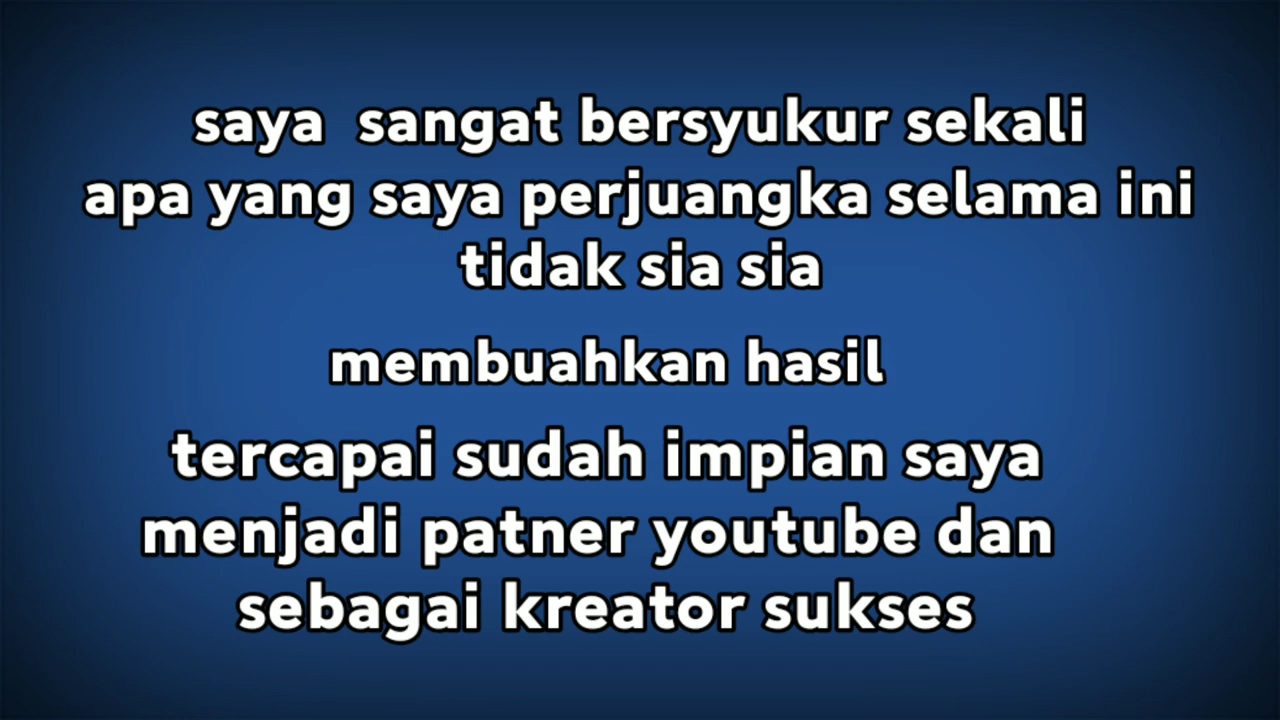 saya sangat bersyukur sekali
apa yang saya perjuangka selama ini
tidak sia sia
membuahkan hasil
tercapai sudah impian saya
menjadi patner youtube dan
sebagai kreator sukses